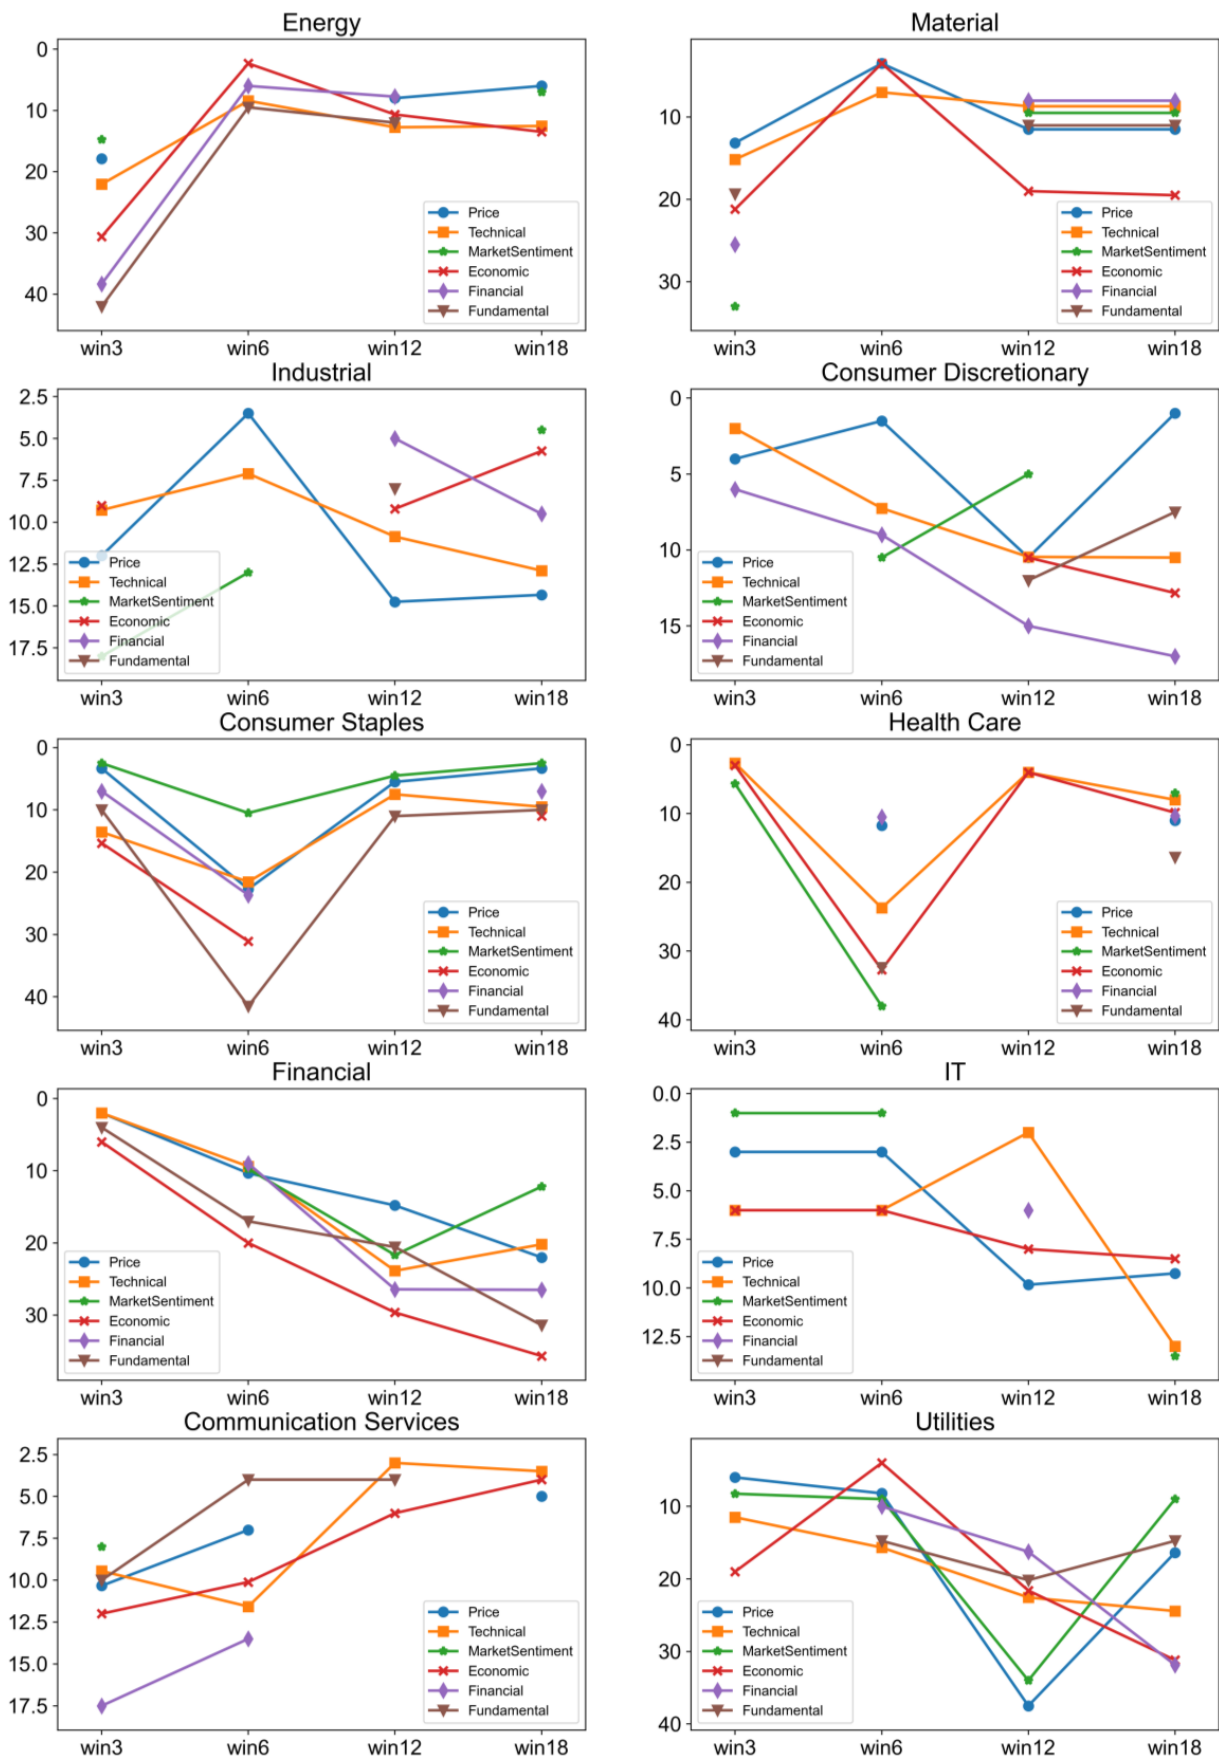 Energy
0
10
20
30
40
Price
Technical
MarketSentiment
Economic
Financial
Fundamental
win3 win6 win12 win18
Material
10
20
30
Price
Technical
MarketSentiment
Economic
Financial
Fundamental
win3 win6 win12 win18
Industrial
2.5
5.0
7.5
10.0
12.5
15.0
17.5
Price
Technical
MarketSentiment
Economic
Financial
Fundamental
win3 win6 win12 win18
Consumer Discretionary
0
5
10
15
Price
Technical
MarketSentiment
Economic
Financial
Fundamental
win3 win6 win12 win18
Consumer Staples
0
10
20
30
40
Price
Technical
MarketSentiment
Economic
Financial
Fundamental
win3 win6 win12 win18
Health Care
0
10
20
30
40
Price
Technical
MarketSentiment
Economic
Financial
Fundamental
win3 win6 win12 win18
Financial
0
10
20
30
Price
Technical
MarketSentiment
Economic
Financial
Fundamental
win3 win6 win12 win18
IT
0.0
2.5
5.0
7.5
10.0
12.5
Price
Technical
MarketSentiment
Economic
Financial
Fundamental
win3 win6 win12 win18
Communication Services
2.5
5.0
7.5
10.0
12.5
15.0
17.5
Price
Technical
MarketSentiment
Economic
Financial
Fundamental
win3 win6 win12 win18
Utilities
10
20
30
40
Price
Technical
MarketSentiment
Economic
Financial
Fundamental
win3 win6 win12 win18